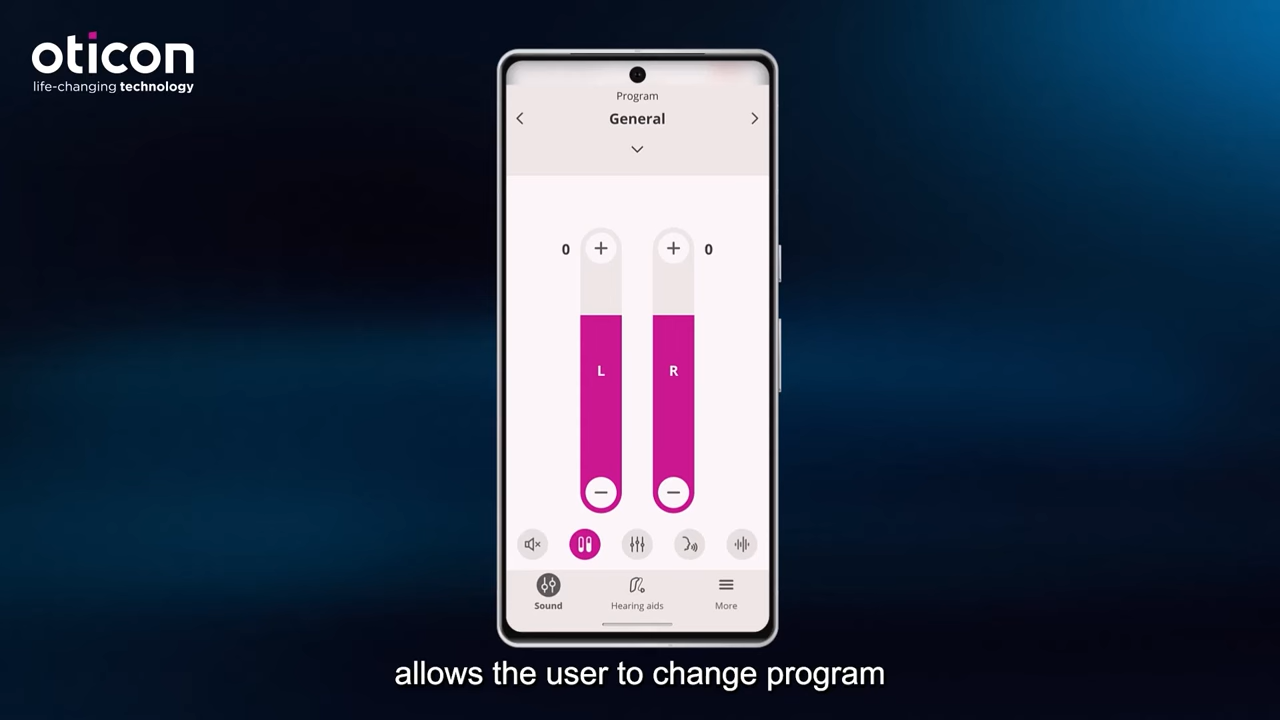 oticon
life-changing technology
Program
General
0
0
L
R
Sound
Hearing aids
More
allows the user to change program